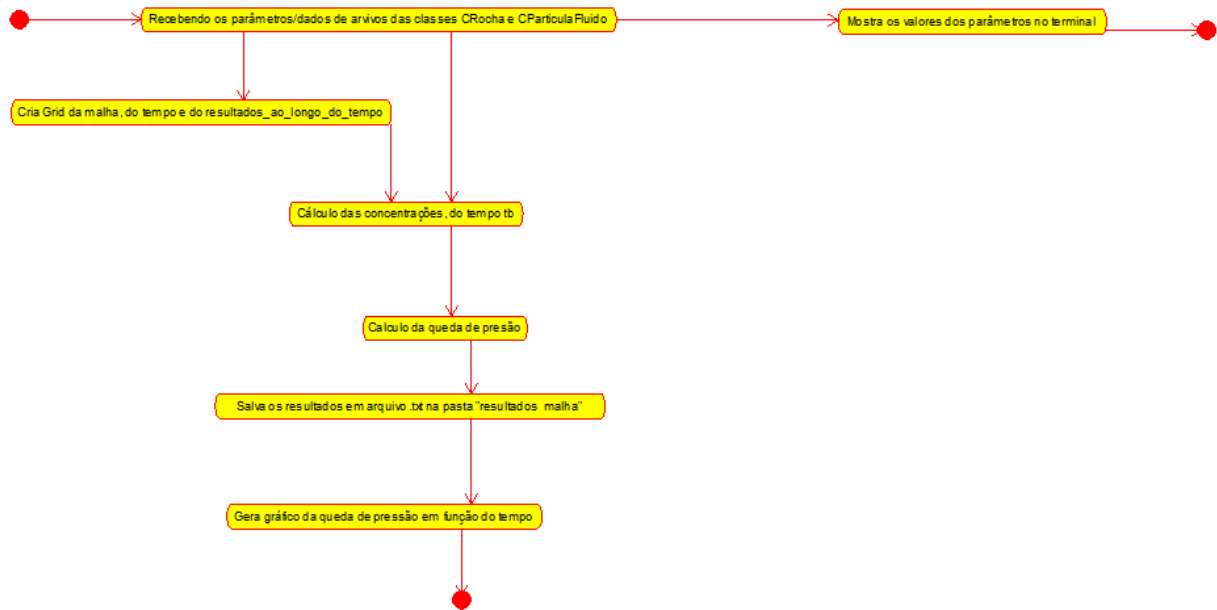 Recebendo os parâmetros/dados de arvivos das classes CRocha e CParticulaFluido
Mostra os valores dos parâmetros no terminal
Cria Grid da malha, do tempo e do resultados_ao_longo_do_tempo
Cálculo das concentrações, do tempo tb
Calculo da queda de presão
Salva os resultados em arquivo .txt na pasta "resultados malha"
Gera gráfico da queda de pressão em função do tempo